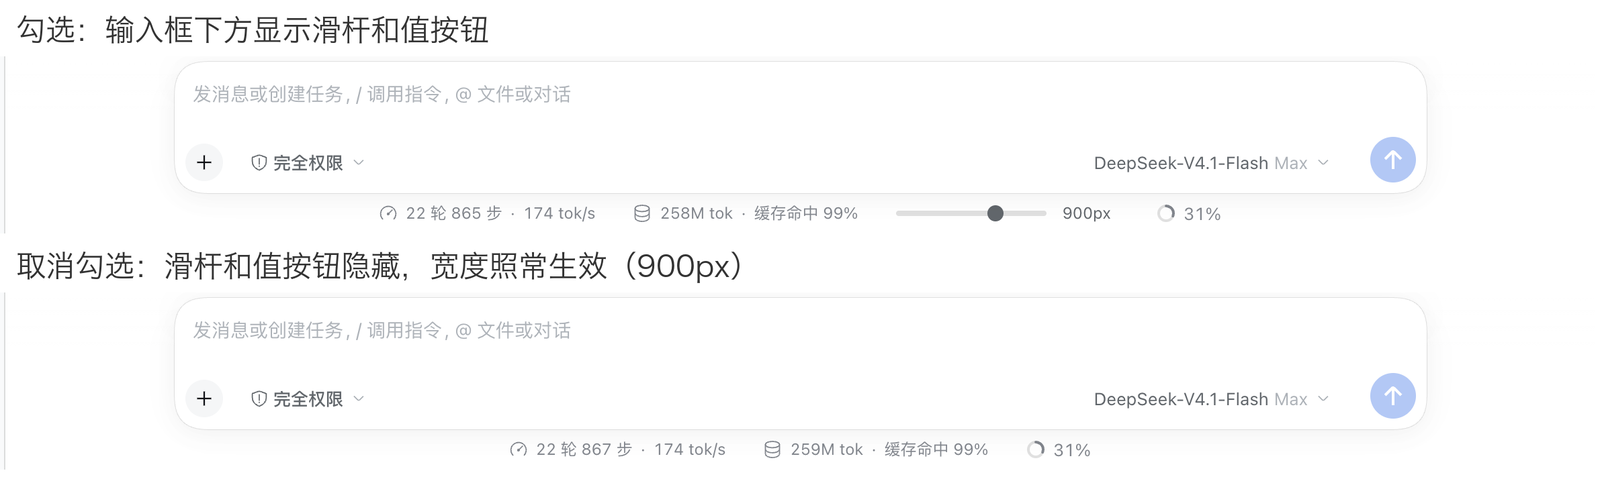 勾选：输入框下方显示滑杆和值按钮
发消息或创建任务, / 调用指令, @ 文件或对话
完全权限
DeepSeek-V4.1-Flash Max
22 轮 865 步 · 174 tok/s 258M tok · 缓存命中 99% 900px 31%
取消勾选：滑杆和值按钮隐藏，宽度照常生效（900px）
发消息或创建任务, / 调用指令, @ 文件或对话
完全权限
DeepSeek-V4.1-Flash Max
22 轮 867 步 · 174 tok/s 259M tok · 缓存命中 99% 31%